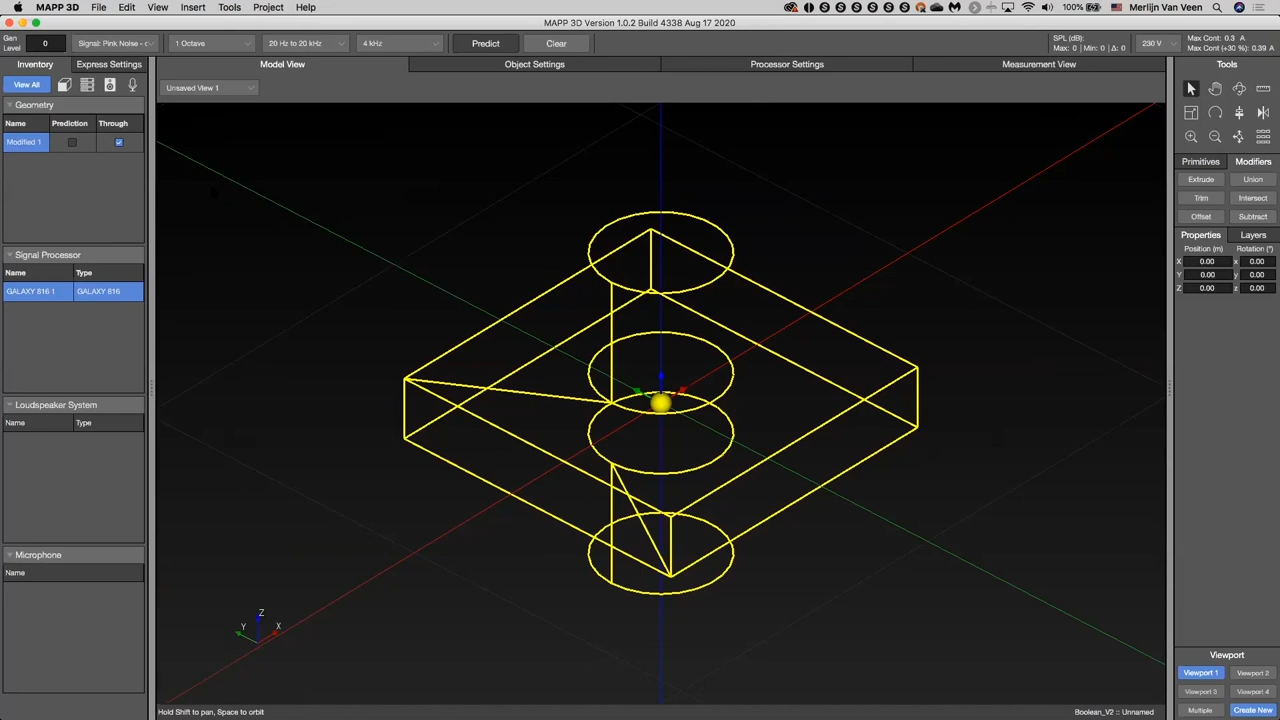 MAPP 3D File Edit View Insert Tools Project Help 100% Merlijn Van Veen
MAPP 3D Version 1.0.2 Build 4338 Aug 17 2020
Gen Level 0 Signal: Pink Noise - c 1 Octave 20 Hz to 20 kHz 4 kHz Predict Clear SPL (dB): Max: 0 | Min: 0 | Δ: 0 230 V Max Cont: 0.3 A Max Cont (+30 %): 0.39 A
Inventory Express Settings Model View Object Settings Processor Settings Measurement View Tools
View All Unsaved View 1
Geometry
Name Prediction Through
Modified 1
Primitives Modifiers
Extrude Union
Trim Intersect
Offset Subtract
Properties Layers
Position (m) Rotation (°)
X 0.00 x 0.00
Y 0.00 y 0.00
Z 0.00 z 0.00
Signal Processor
Name Type
GALAXY 816 1 GALAXY 816
Loudspeaker System
Name Type
Microphone
Name
Z
Y X
Viewport
Viewport 1 Viewport 2
Viewport 3 Viewport 4
Multiple Create New
Hold Shift to pan, Space to orbit Boolean_V2 :: Unnamed